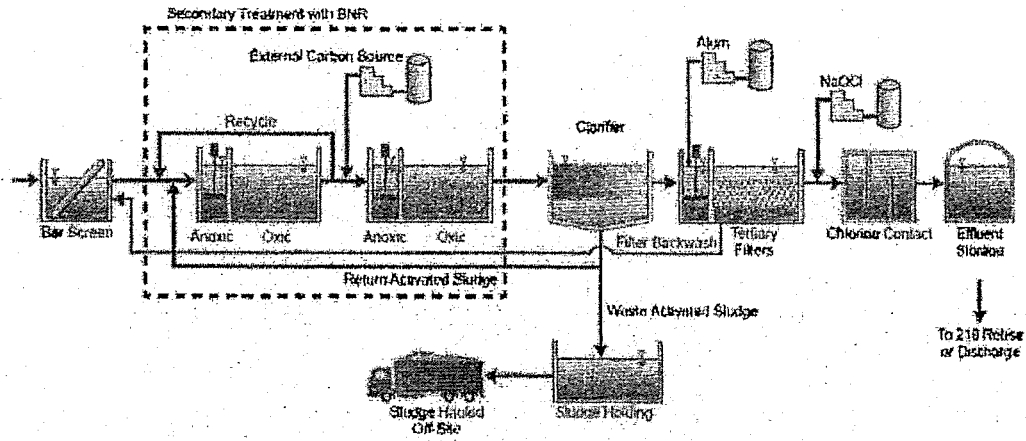 Secondary Treatment with BNR
External Carbon Source
Alum
NaOCl
Recycle
Clarifier
Bar Screen
Anoxic
Oxic
Anoxic
Oxic
Filter Backwash
Tertiary
Filters
Chlorine Contact
Effluent
Storage
Return Activated Sludge
Waste Activated Sludge
To 210 Reuse
or Discharge
Sludge Hauled
Off-Site
Sludge Holding